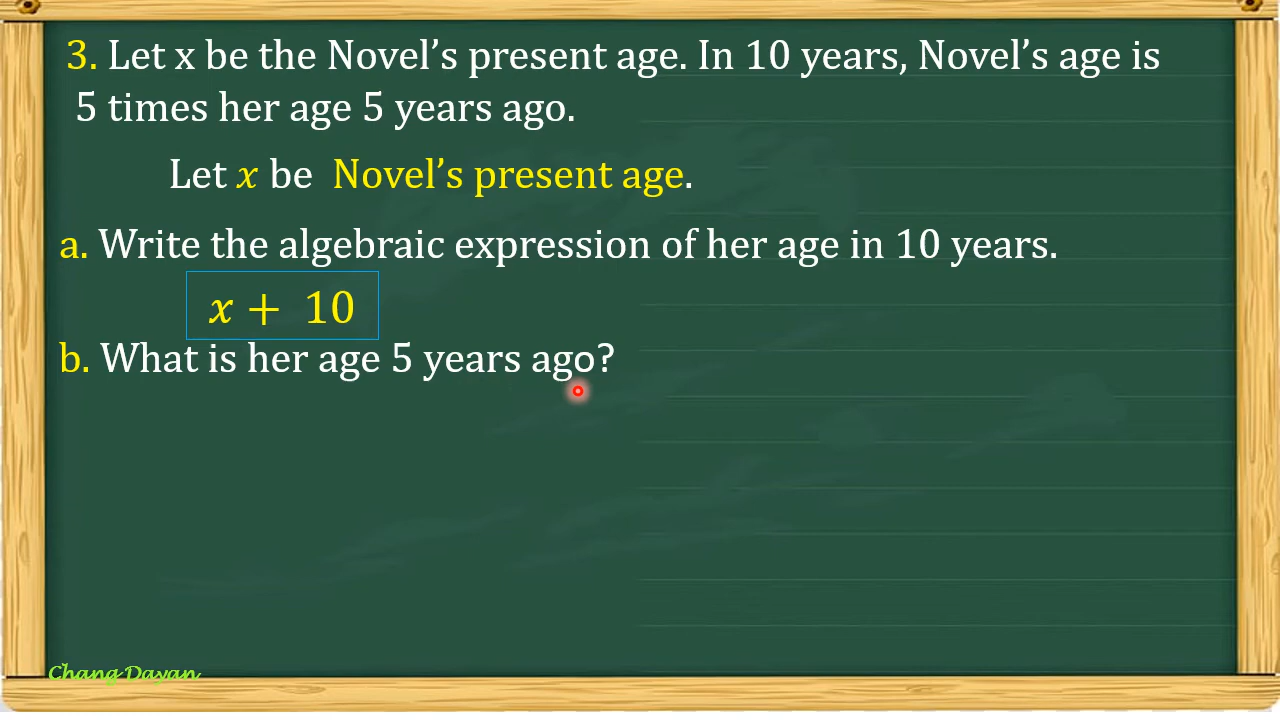 3. Let x be the Novel’s present age. In 10 years, Novel’s age is
5 times her age 5 years ago.
Let x be Novel’s present age.
a. Write the algebraic expression of her age in 10 years.
x + 10
b. What is her age 5 years ago?
Chang Dayan